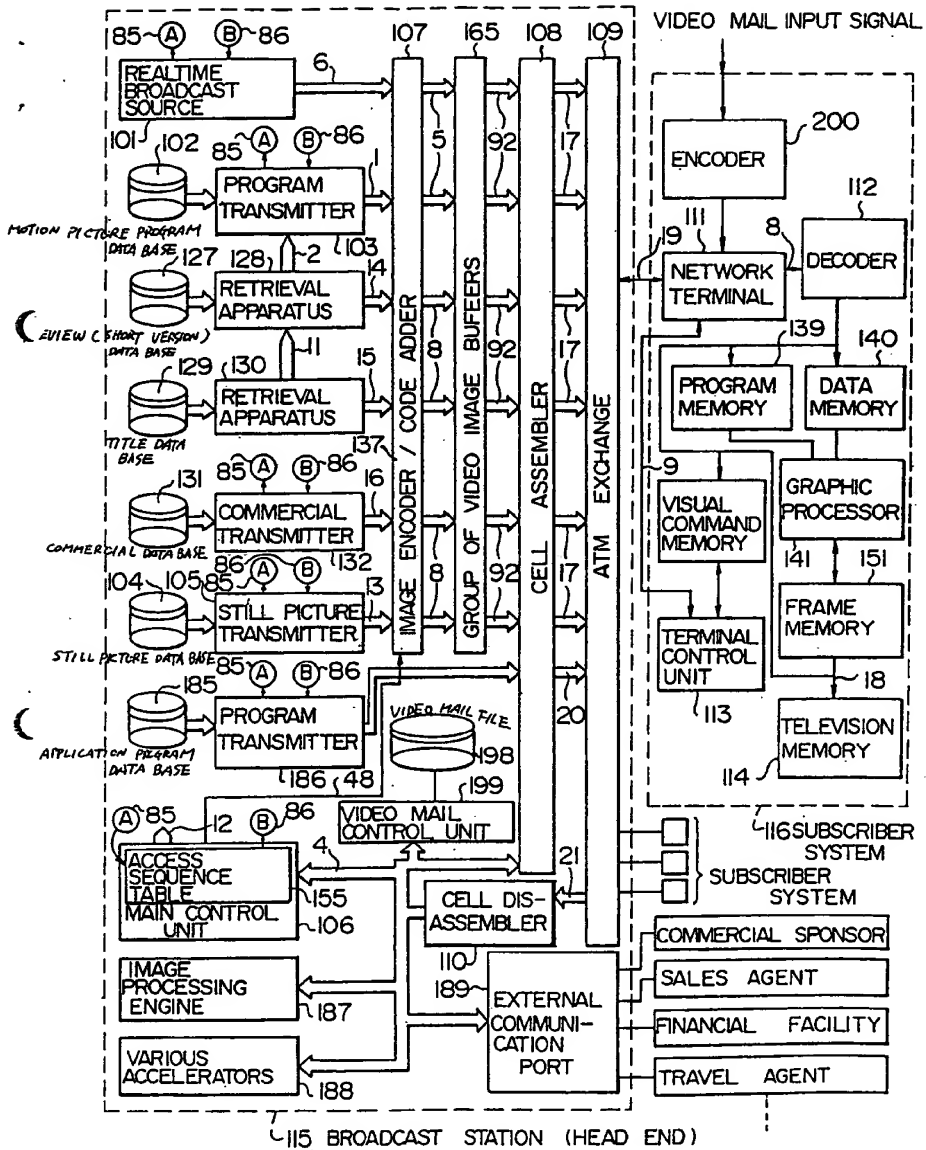 VIDEO MAIL INPUT SIGNAL
107 165 108 109
85 A B 86
REALTIME
BROADCAST
SOURCE
101
6
102
MOTION PICTURE PROGRAM
DATA BASE
85 A B 86
PROGRAM
TRANSMITTER
103
1
2
127
EVIEW (SHORT VERSION)
DATA BASE
128
RETRIEVAL
APPARATUS
14
11
129
TITLE DATA
BASE
130
RETRIEVAL
APPARATUS
15
137
131
COMMERCIAL DATA BASE
85 A B 86
COMMERCIAL
TRANSMITTER
132
16
104
STILL PICTURE DATA BASE
105
85 A B 86
STILL PICTURE
TRANSMITTER
13
185
APPLICATION PROGRAM
DATA BASE
85 A B 86
PROGRAM
TRANSMITTER
186
48
IMAGE ENCODER / CODE ADDER
GROUP OF VIDEO IMAGE BUFFERS
CELL ASSEMBLER
ATM EXCHANGE
5 92 17
8 92 17
8 92 17
8 92 17
20
VIDEO MAIL FILE
198
199
VIDEO MAIL
CONTROL UNIT
A 85
12
B 86
4
ACCESS
SEQUENCE
TABLE
155
MAIN CONTROL
UNIT
106
IMAGE
PROCESSING
ENGINE
187
VARIOUS
ACCELERATORS
188
CELL DIS-
ASSEMBLER
110
21
189
EXTERNAL
COMMUNI-
CATION
PORT
115 BROADCAST STATION (HEAD END)
ENCODER
200
111
19
NETWORK
TERMINAL
8
112
DECODER
139
PROGRAM
MEMORY
140
DATA
MEMORY
9
VISUAL
COMMAND
MEMORY
GRAPHIC
PROCESSOR
141
151
FRAME
MEMORY
TERMINAL
CONTROL
UNIT
113
18
TELEVISION
MEMORY
114
116 SUBSCRIBER
SYSTEM
SUBSCRIBER
SYSTEM
COMMERCIAL SPONSOR
SALES AGENT
FINANCIAL FACILITY
TRAVEL AGENT